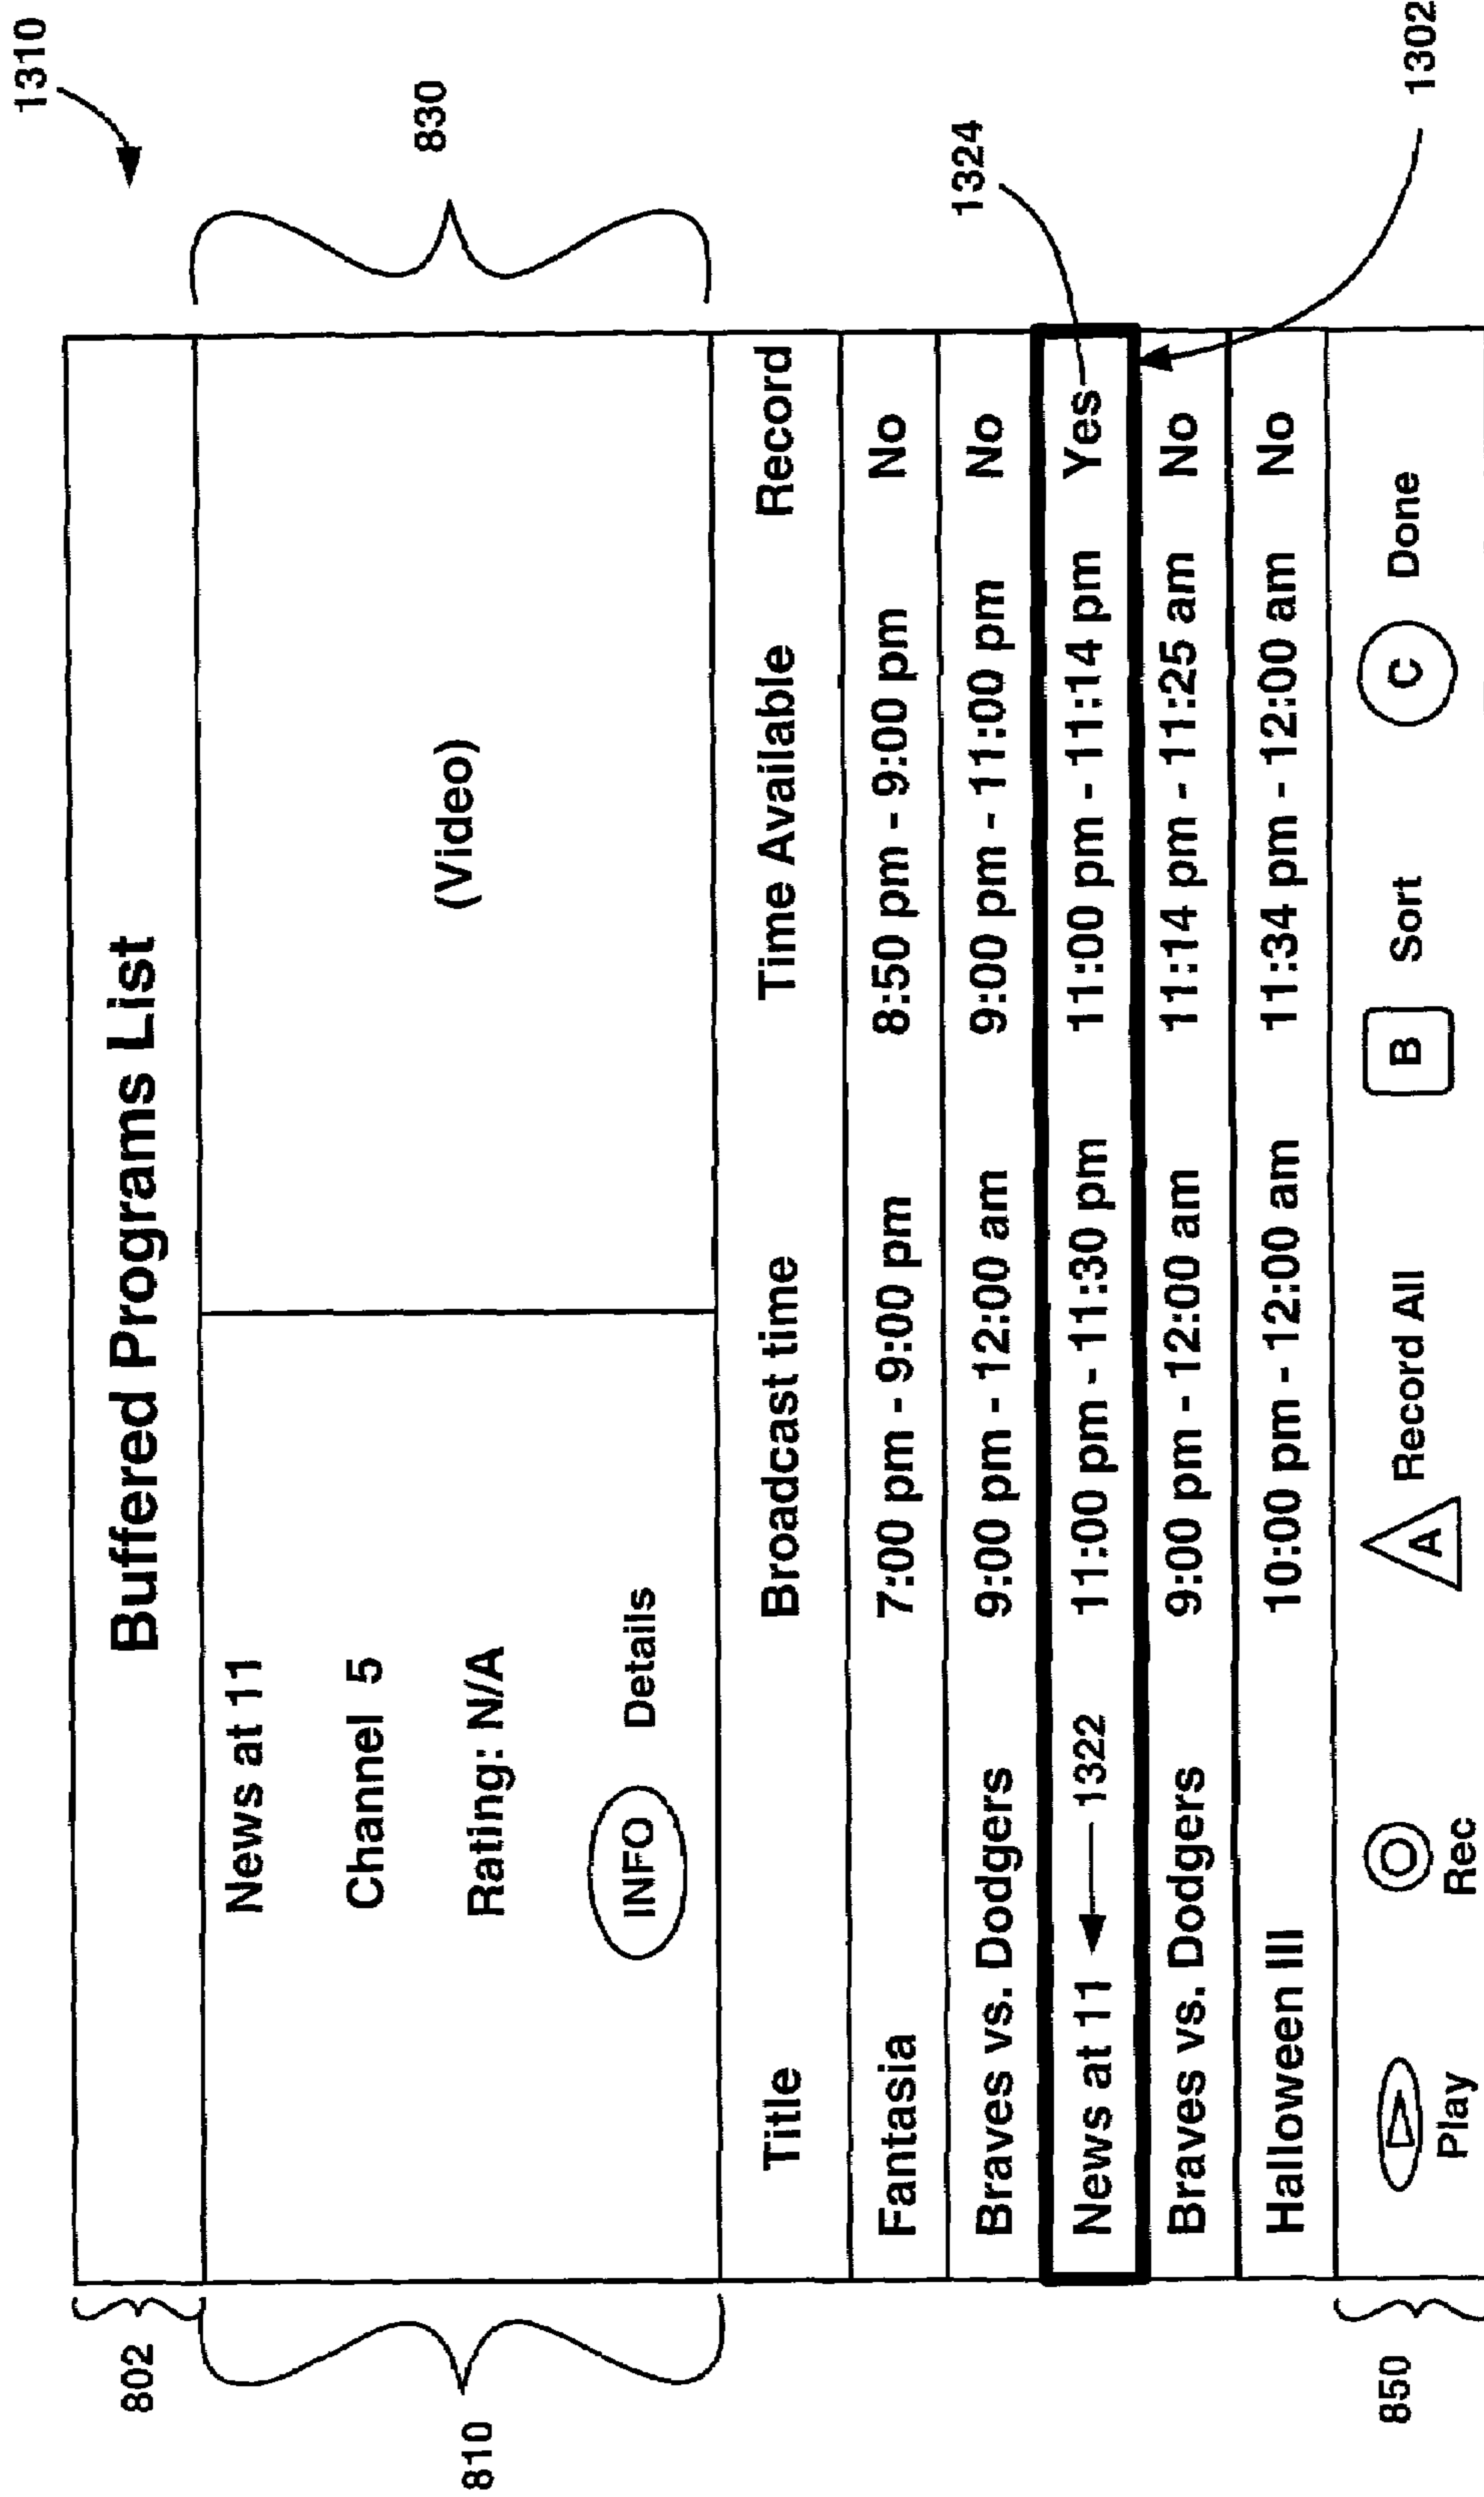 1310
802
Buffered Programs List
810
News at 11
Channel 5
Rating: N/A
INFO Details
(Video)
830
Title Broadcast time Time Available Record
Fantasia 7:00 pm - 9:00 pm 8:50 pm - 9:00 pm No
Braves vs. Dodgers 9:00 pm - 12:00 am 9:00 pm - 11:00 pm No
1324
News at 11 1322 11:00 pm - 11:30 pm 11:00 pm - 11:14 pm Yes
Braves vs. Dodgers 9:00 pm - 12:00 am 11:14 pm - 11:25 am No
Halloween III 10:00 pm - 12:00 am 11:34 pm - 12:00 am No
1302
850
Play Rec A Record All B Sort C Done